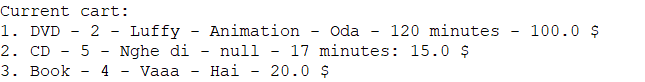 Current cart:
1. DVD - 2 - Luffy - Animation - Oda - 120 minutes - 100.0 $
2. CD - 5 - Nghe di - null - 17 minutes: 15.0 $
3. Book - 4 - Vaaa - Hai - 20.0 $